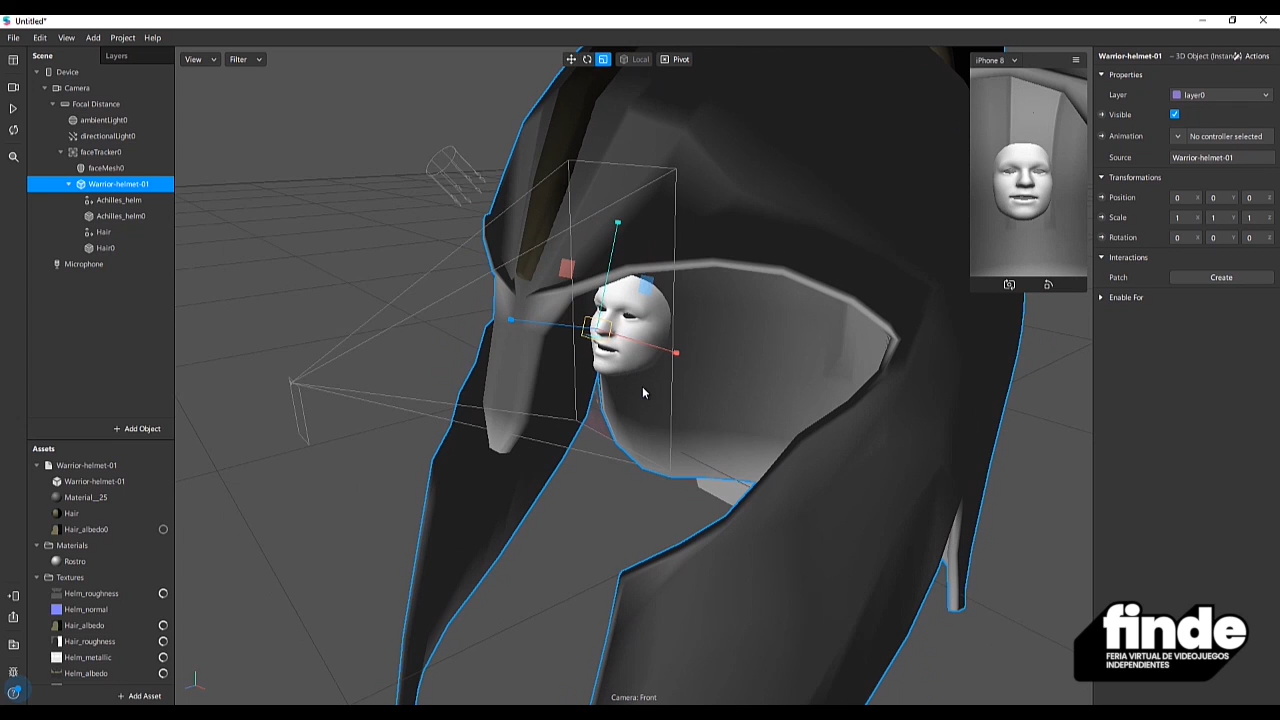 Untitled*
File Edit View Add Project Help
Scene Layers
Device
Camera
Focal Distance
ambientLight0
directionalLight0
faceTracker0
faceMesh0
Warrior-helmet-01
Achilles_helm
Achilles_helm0
Hair
Hair0
Microphone
+ Add Object
Assets
Warrior-helmet-01
Warrior-helmet-01
Material__25
Hair
Hair_albedo0
Materials
Rostro
Textures
Helm_roughness
Helm_normal
Hair_albedo
Hair_roughness
Helm_metallic
Helm_albedo
+ Add Asset
View Filter Local Pivot
Camera: Front
iPhone 8
Warrior-helmet-01 – 3D Object (Instan Actions
Properties
Layer layer0
Visible
Animation No controller selected
Source Warrior-helmet-01
Transformations
Position 0 X 0 Y 0 Z
Scale 1 X 1 Y 1 Z
Rotation 0 X 0 Y 0 Z
Interactions
Patch Create
Enable For
finde
FERIA VIRTUAL DE VIDEOJUEGOS
INDEPENDIENTES